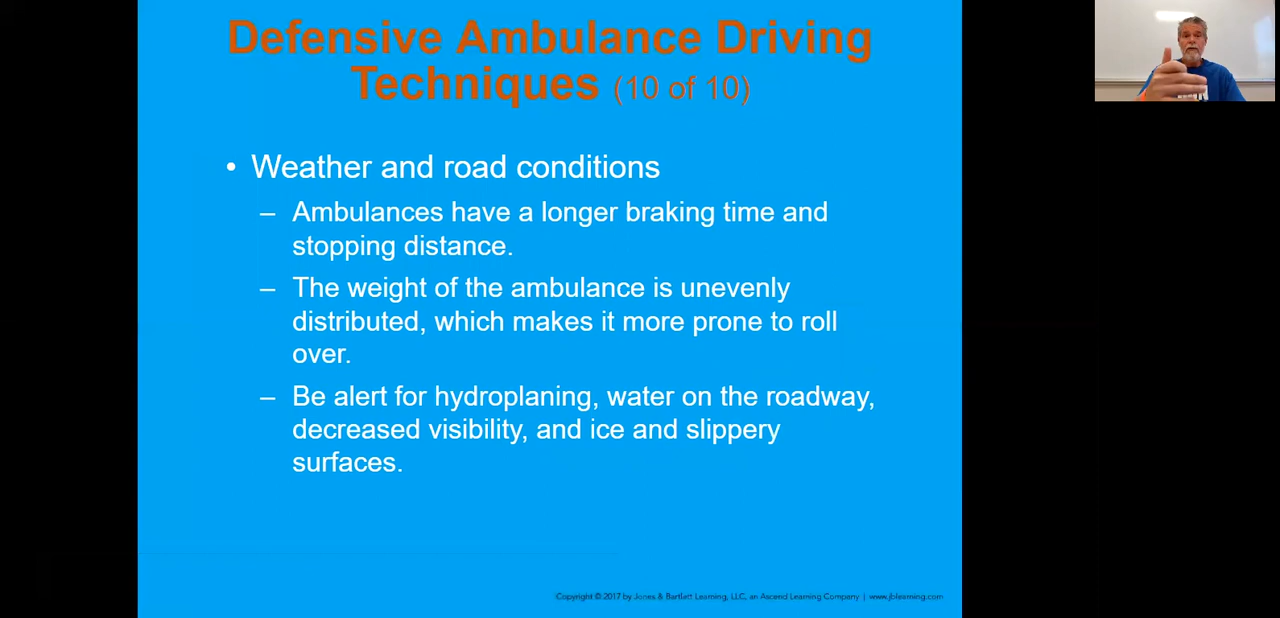 Defensive Ambulance Driving
Techniques (10 of 10)
• Weather and road conditions
– Ambulances have a longer braking time and
stopping distance.
– The weight of the ambulance is unevenly
distributed, which makes it more prone to roll
over.
– Be alert for hydroplaning, water on the roadway,
decreased visibility, and ice and slippery
surfaces.
Copyright © 2017 by Jones & Bartlett Learning, LLC, an Ascend Learning Company | www.jblearning.com